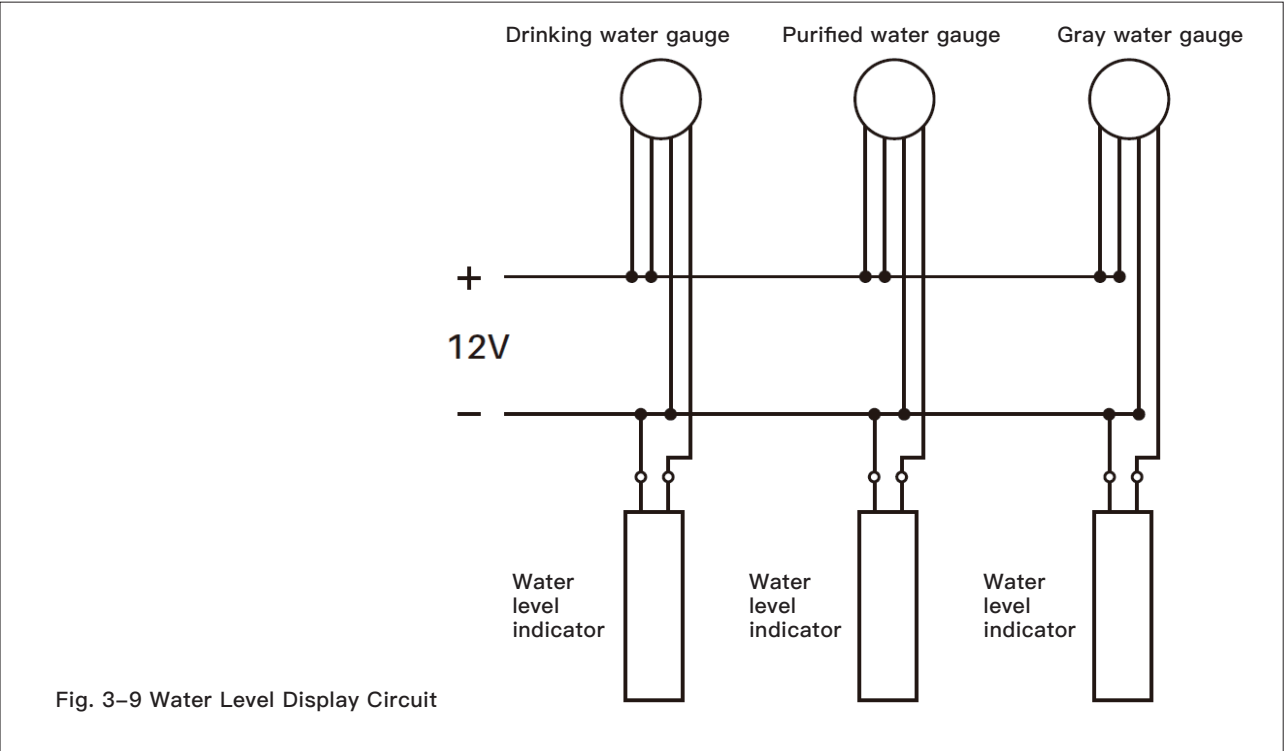 Drinking water gauge
Purified water gauge
Gray water gauge
+
12V
−
Water
level
indicator
Water
level
indicator
Water
level
indicator
Fig. 3–9 Water Level Display Circuit